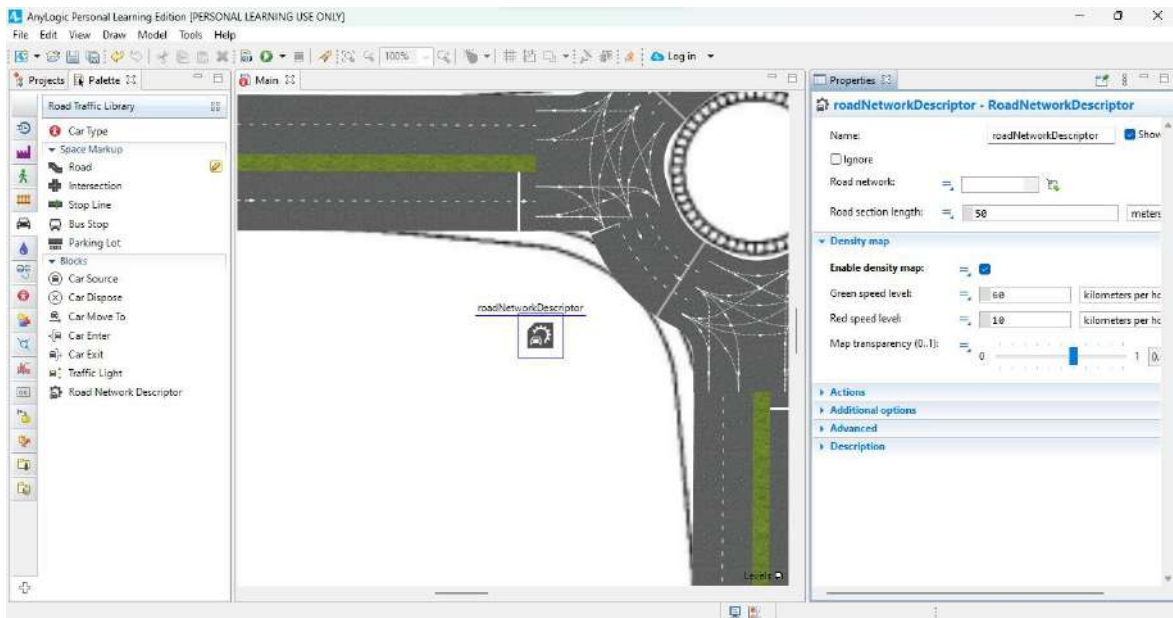 AnyLogic Personal Learning Edition [PERSONAL LEARNING USE ONLY]
File Edit View Draw Model Tools Help
100% Log in
Projects Palette Main Properties
Road Traffic Library
Car Type
Space Markup
Road
Intersection
Stop Line
Bus Stop
Parking Lot
Blocks
Car Source
Car Dispose
Car Move To
Car Enter
Car Exit
Traffic Light
Road Network Descriptor
roadNetworkDescriptor
Levels
roadNetworkDescriptor - RoadNetworkDescriptor
Name: roadNetworkDescriptor Show
Ignore
Road network:
Road section length: 50 meters
Density map
Enable density map:
Green speed level: 60 kilometers per ho
Red speed level: 10 kilometers per ho
Map transparency (0..1): 0 1 0.
Actions
Additional options
Advanced
Description